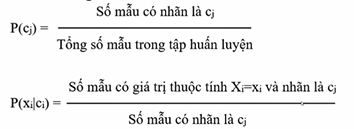 Số mẫu có nhãn là cj
P(cj) =
Tổng số mẫu trong tập huấn luyện
Số mẫu có giá trị thuộc tính Xi=xi và nhãn là cj
P(xi|ci) =
Số mẫu có nhãn là cj